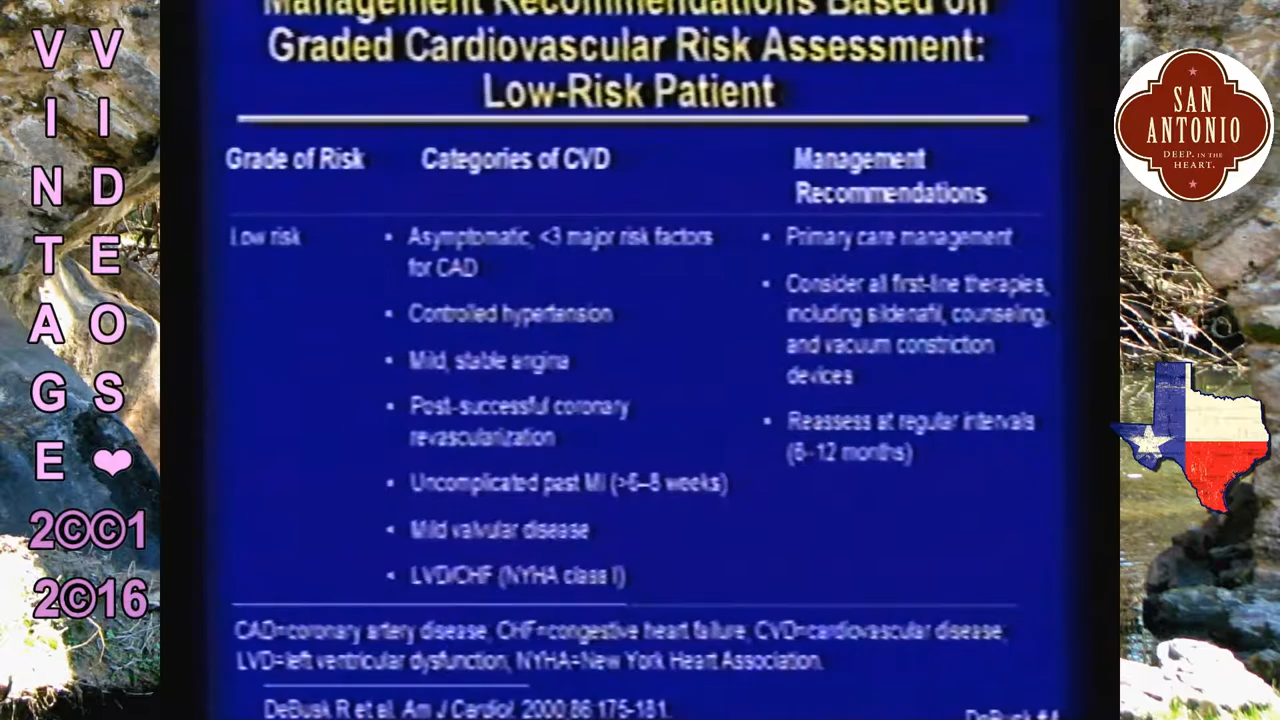 Management Recommendations Based on
Graded Cardiovascular Risk Assessment:
Low-Risk Patient
Grade of Risk
Categories of CVD
Management
Recommendations
Low risk
• Asymptomatic, <3 major risk factors
for CAD
• Controlled hypertension
• Mild, stable angina
• Post-successful coronary
revascularization
• Uncomplicated past MI (>6–8 weeks)
• Mild valvular disease
• LVD/CHF (NYHA class I)
• Primary care management
• Consider all first-line therapies,
including sildenafil, counseling,
and vacuum constriction
devices
• Reassess at regular intervals
(6-12 months)
CAD=coronary artery disease, CHF=congestive heart failure, CVD=cardiovascular disease;
LVD=left ventricular dysfunction, NYHA=New York Heart Association.
DeBusk R et al. Am J Cardiol. 2000;86:175-181.
DeBusk
VINTAGE
VIDEOS❤
2©©1
2©16
SAN
ANTONIO
DEEP. IN THE
HEART.